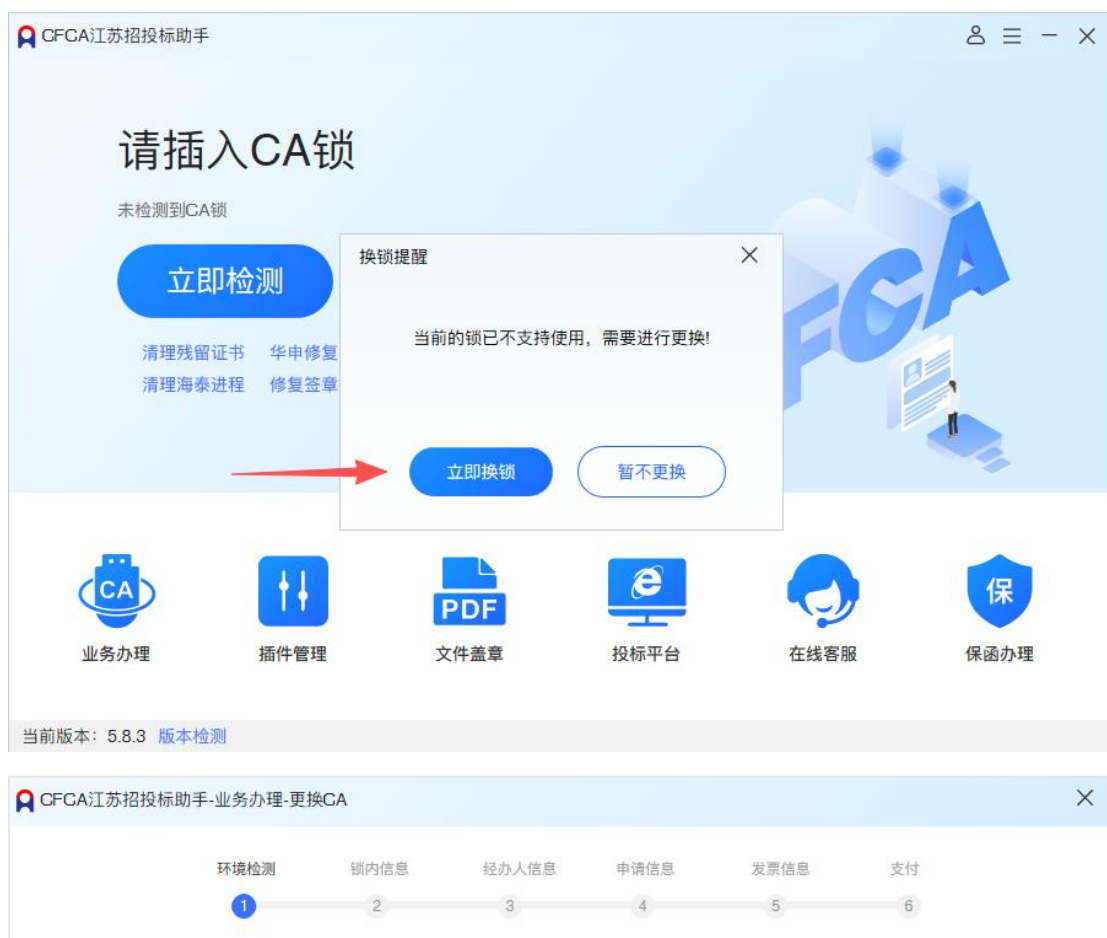 CFCA江苏招投标助手
请插入CA锁
未检测到CA锁
立即检测
清理残留证书 华申修复
清理海泰进程 修复签章
换锁提醒
当前的锁已不支持使用，需要进行更换!
立即换锁 暂不更换
CFCA
CA PDF 保
业务办理 插件管理 文件盖章 投标平台 在线客服 保函办理
当前版本：5.8.3 版本检测
CFCA江苏招投标助手-业务办理-更换CA
环境检测 锁内信息 经办人信息 申请信息 发票信息 支付
1 2 3 4 5 6